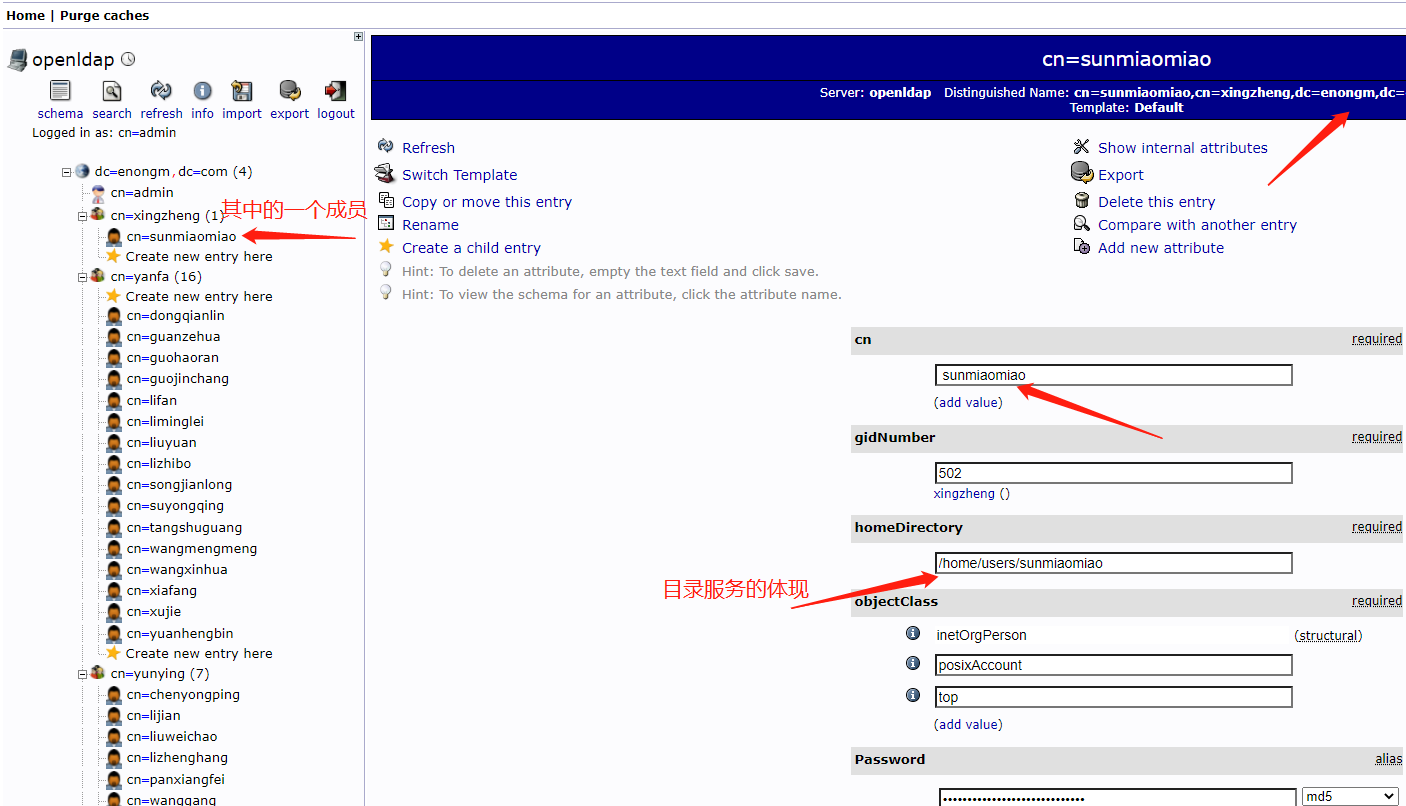 Home | Purge caches
openldap
schema search refresh info import export logout
Logged in as: cn=admin
dc=enongm,dc=com (4)
cn=admin
cn=xingzheng (1)
其中的一个成员
cn=sunmiaomiao
Create new entry here
cn=yanfa (16)
Create new entry here
cn=dongqianlin
cn=guanzehua
cn=guohaoran
cn=guojinchang
cn=lifan
cn=liminglei
cn=liuyuan
cn=lizhibo
cn=songjianlong
cn=suyongqing
cn=tangshuguang
cn=wangmengmeng
cn=wangxinhua
cn=xiafang
cn=xujie
cn=yuanhengbin
Create new entry here
cn=yunying (7)
cn=chenyongping
cn=lijian
cn=liuweichao
cn=lizhenghang
cn=panxiangfei
cn=wanggang
cn=sunmiaomiao
Server: openldap Distinguished Name: cn=sunmiaomiao,cn=xingzheng,dc=enongm,dc=
Template: Default
Refresh
Switch Template
Copy or move this entry
Rename
Create a child entry
Hint: To delete an attribute, empty the text field and click save.
Hint: To view the schema for an attribute, click the attribute name.
Show internal attributes
Export
Delete this entry
Compare with another entry
Add new attribute
cn required
sunmiaomiao
(add value)
gidNumber required
502
xingzheng ()
homeDirectory required
/home/users/sunmiaomiao
目录服务的体现
objectClass required
inetOrgPerson (structural)
posixAccount
top
(add value)
Password alias
•••••••••••••••••••••••••••• md5